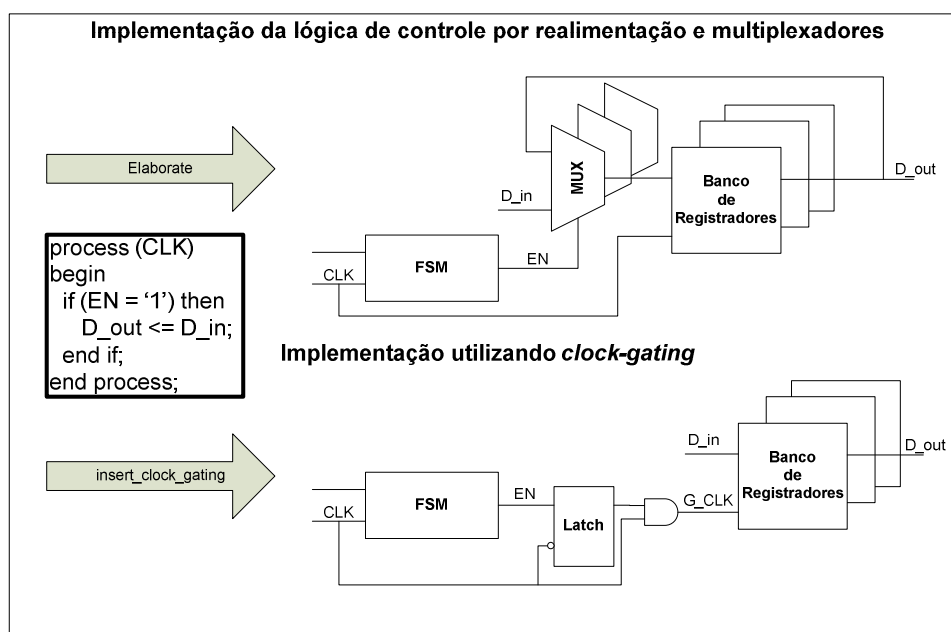 Implementação da lógica de controle por realimentação e multiplexadores
Elaborate
MUX
D_in
Banco
de
Registradores
D_out
FSM
CLK
EN
process (CLK)
begin
if (EN = ‘1’) then
D_out <= D_in;
end if;
end process;
Implementação utilizando clock-gating
insert_clock_gating
FSM
CLK
EN
Latch
G_CLK
D_in
Banco
de
Registradores
D_out